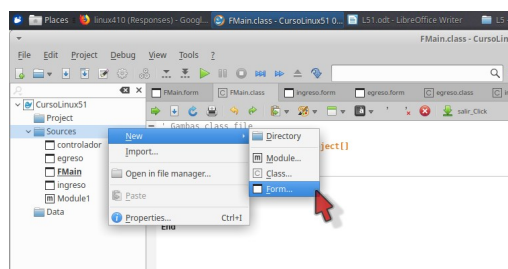 Places linux410 (Responses) - Googl... FMain.class - CursoLinux51 0... L51.odt - LibreOffice Writer L5
FMain.class - CursoLin
File Edit Project Debug View Tools ?
FMain.form FMain.class ingreso.form egreso.form egreso.class
salir_Click
CursoLinux51
Project
Sources
controlador
egreso
FMain
ingreso
Module1
Data
' Gambas class file
ject[]
End
New
Import...
Open in file manager...
Paste
Properties... Ctrl+I
Directory
Module...
Class...
Form...